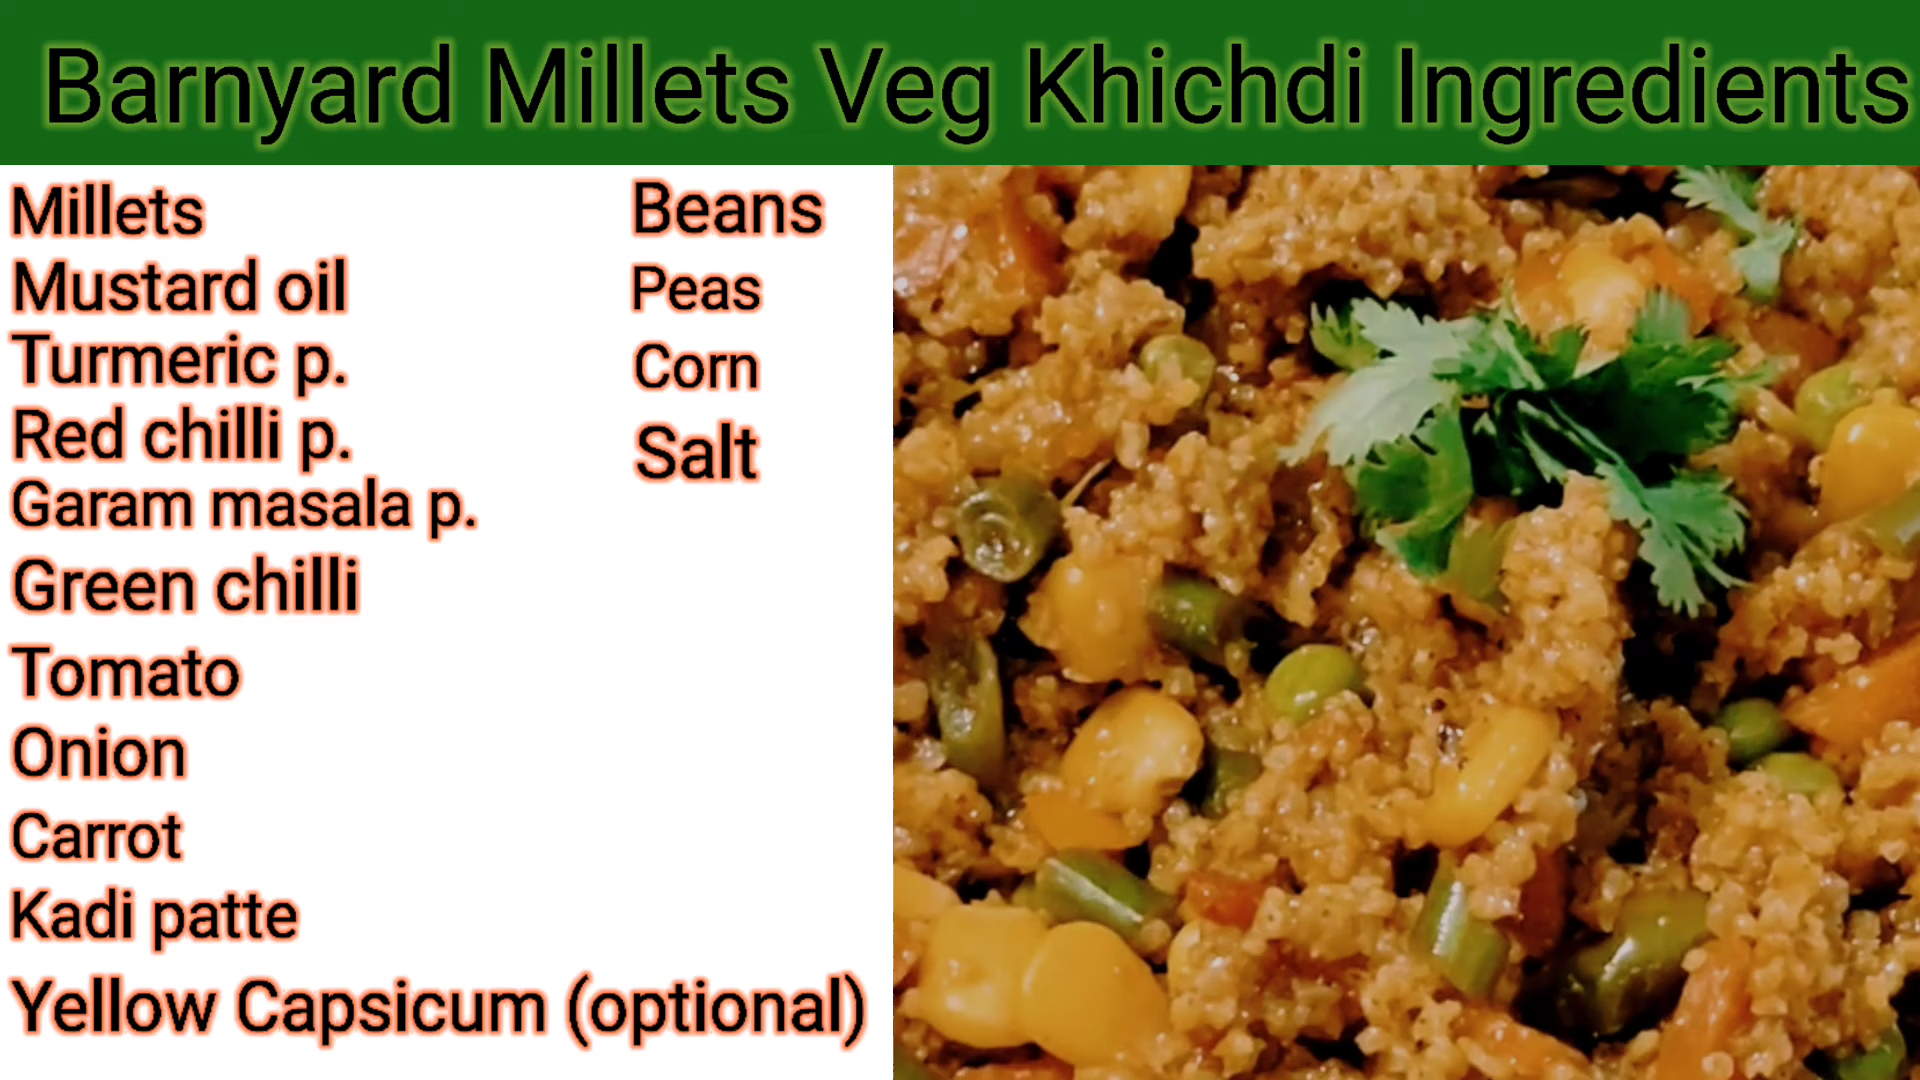 Barnyard Millets Veg Khichdi Ingredients
Millets
Mustard oil
Turmeric p.
Red chilli p.
Garam masala p.
Green chilli
Tomato
Onion
Carrot
Kadi patte
Yellow Capsicum (optional)
Beans
Peas
Corn
Salt